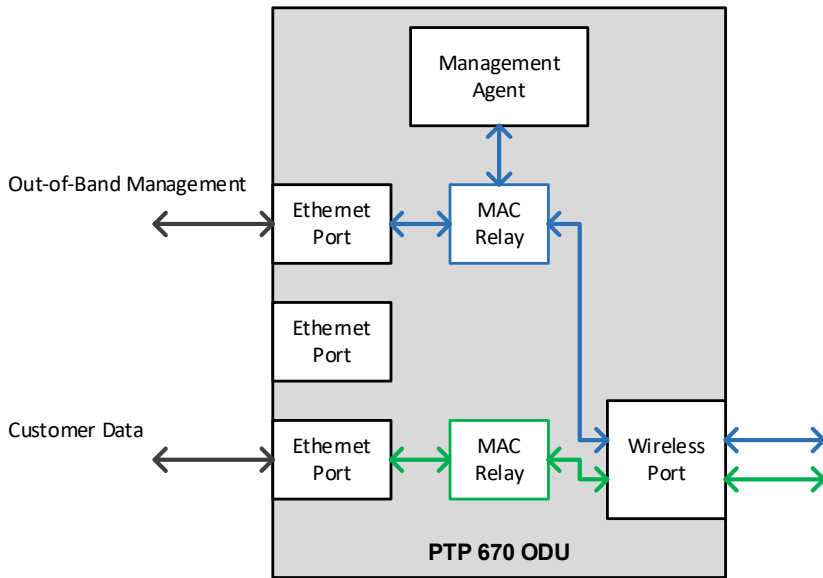 Management
Agent
Out-of-Band Management
Ethernet
Port
MAC
Relay
Ethernet
Port
Customer Data
Ethernet
Port
MAC
Relay
Wireless
Port
PTP 670 ODU